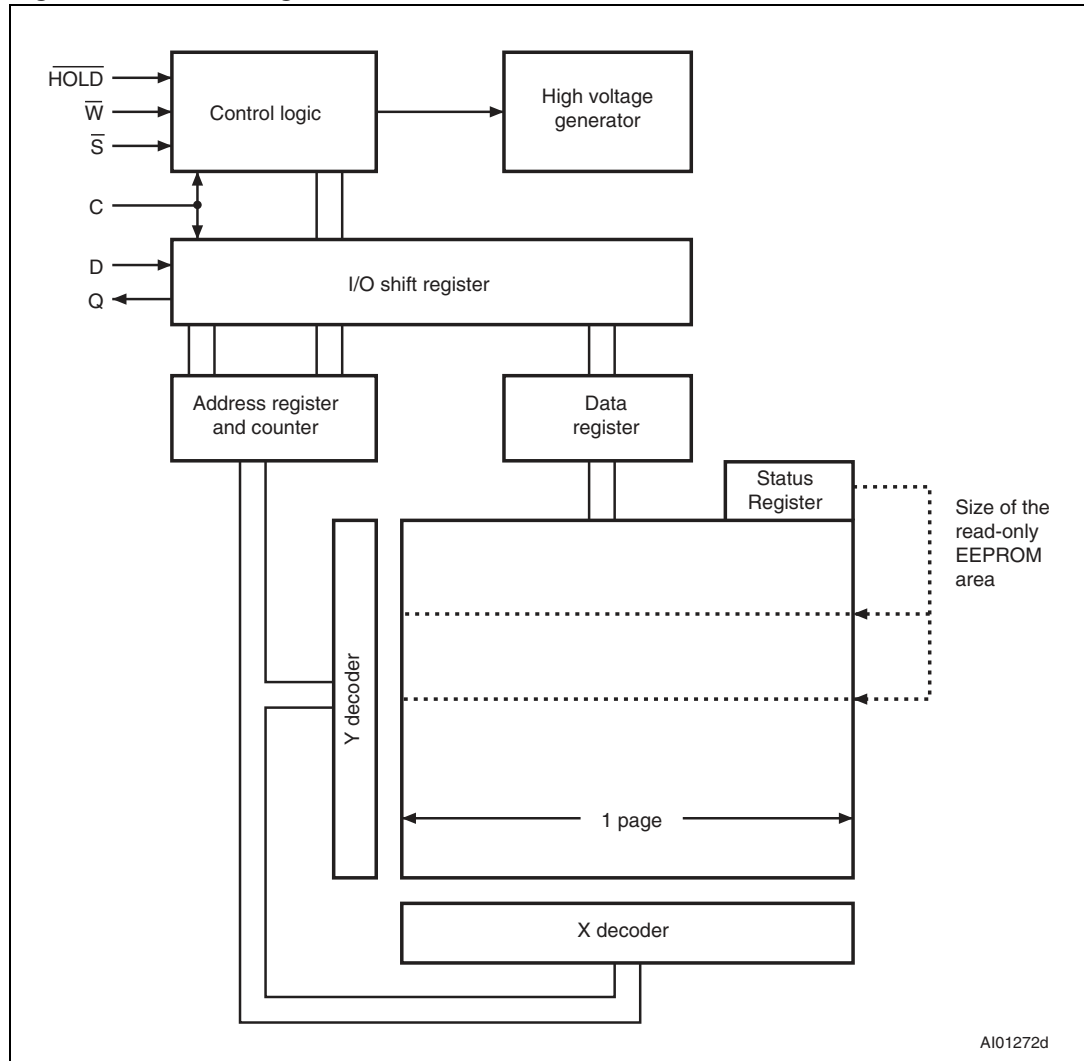 HOLD
W
S
C
D
Q
Control logic
High voltage
generator
I/O shift register
Address register
and counter
Data
register
Status
Register
Size of the
read-only
EEPROM
area
Y decoder
1 page
X decoder
AI01272d